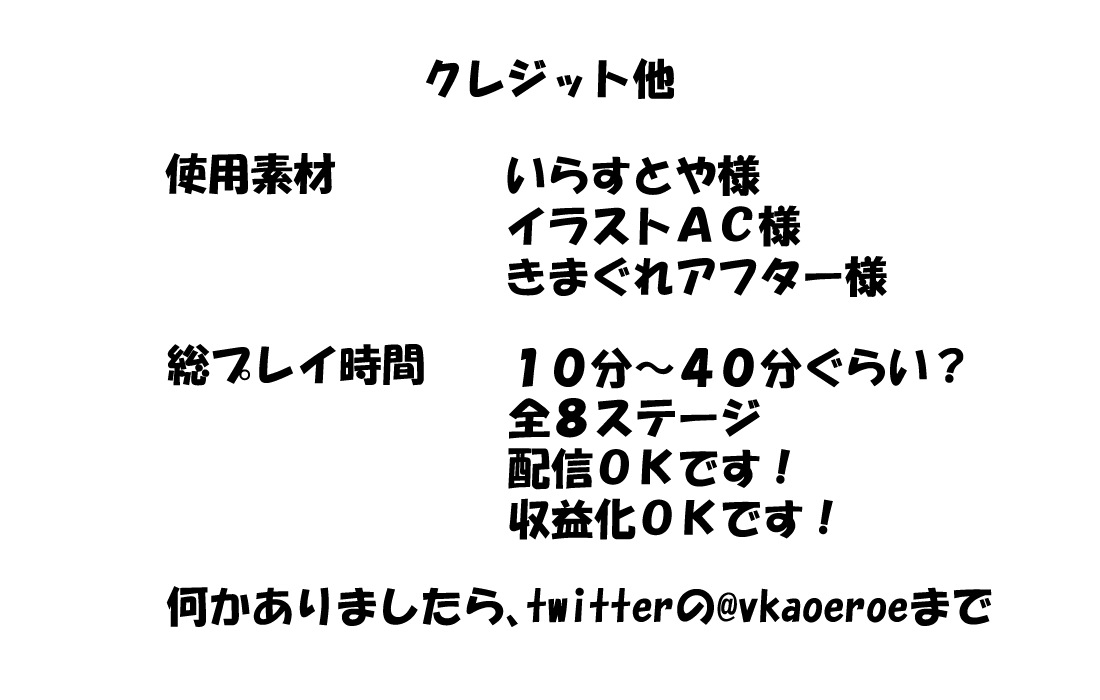 クレジット他
使用素材 いらすとや様
イラストＡＣ様
きまぐれアフター様
総プレイ時間 １０分～４０分ぐらい？
全８ステージ
配信ＯＫです！
収益化ＯＫです！
何かありましたら、twitterの@vkaoeroeまで